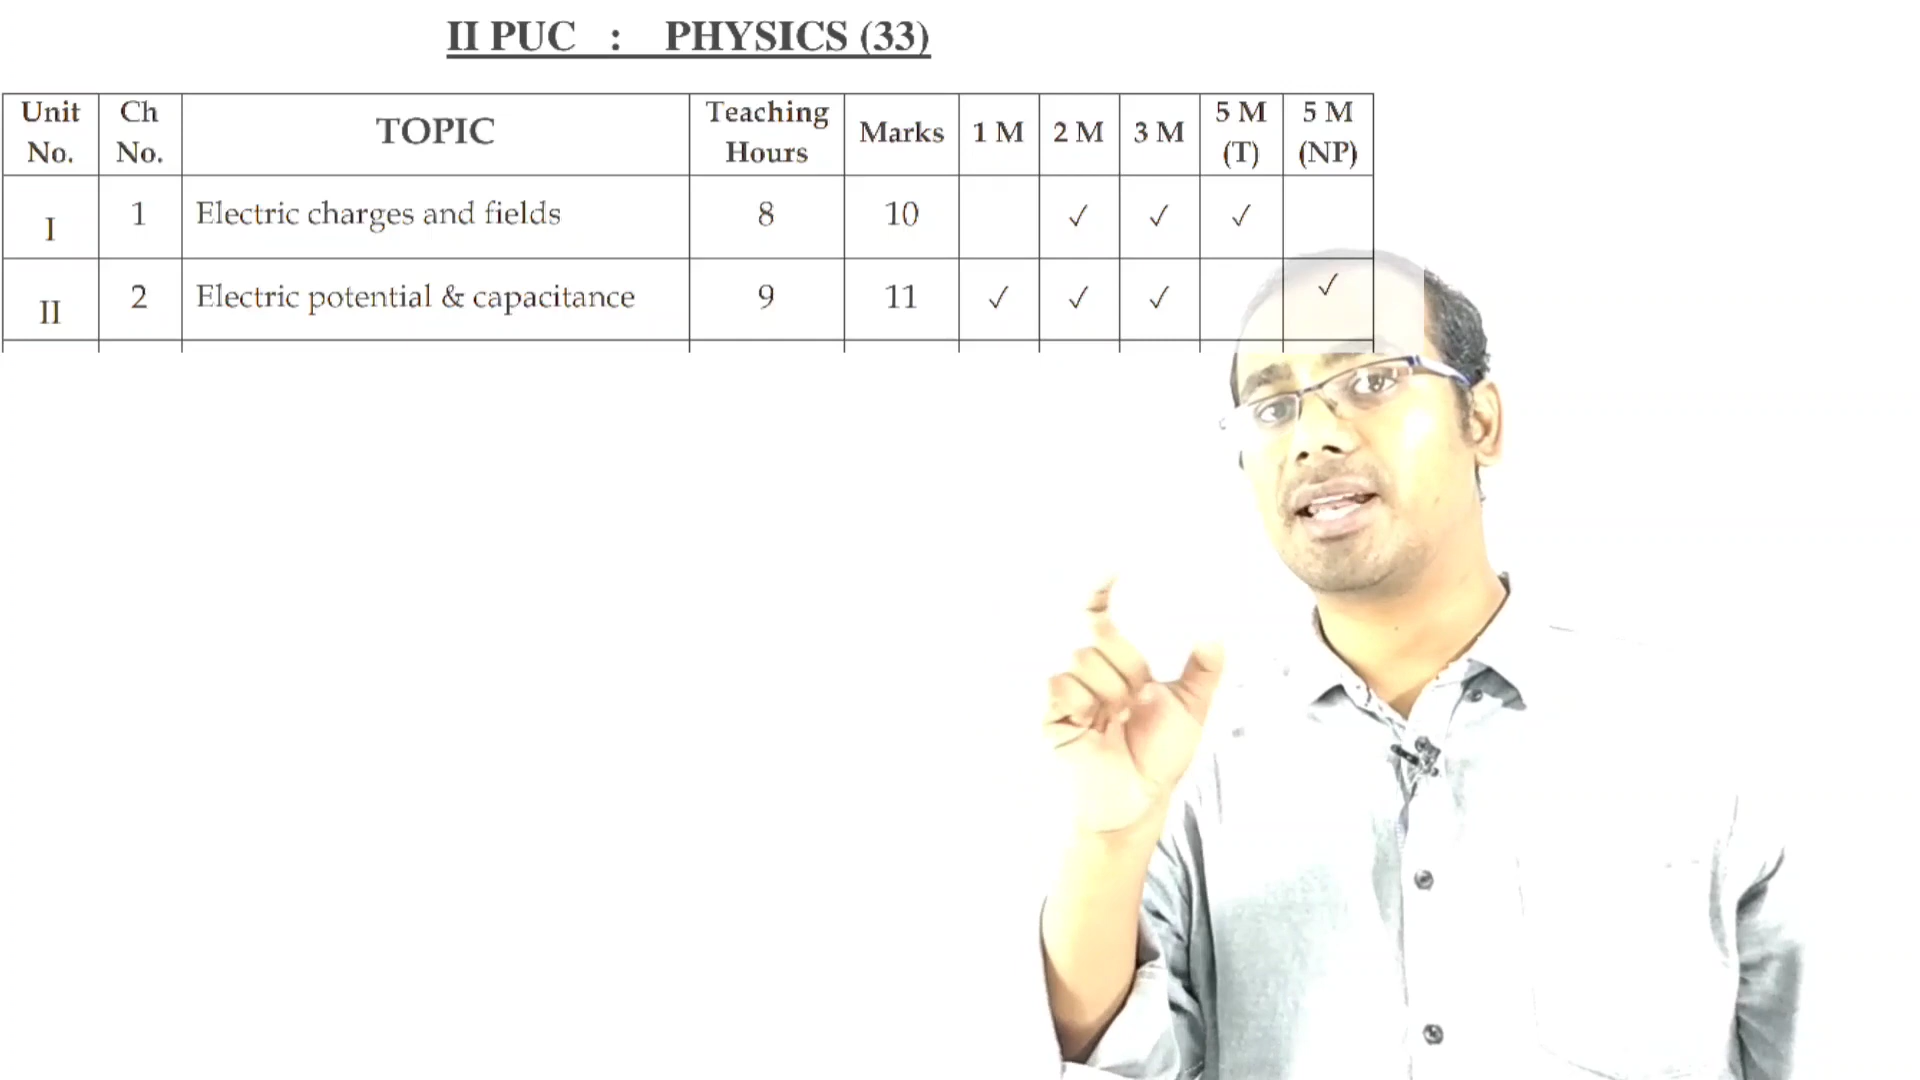 II PUC : PHYSICS (33)
Unit No. Ch No. TOPIC Teaching Hours Marks 1 M 2 M 3 M 5 M (T) 5 M (NP)
I 1 Electric charges and fields 8 10 ✓ ✓ ✓
II 2 Electric potential & capacitance 9 11 ✓ ✓ ✓ ✓